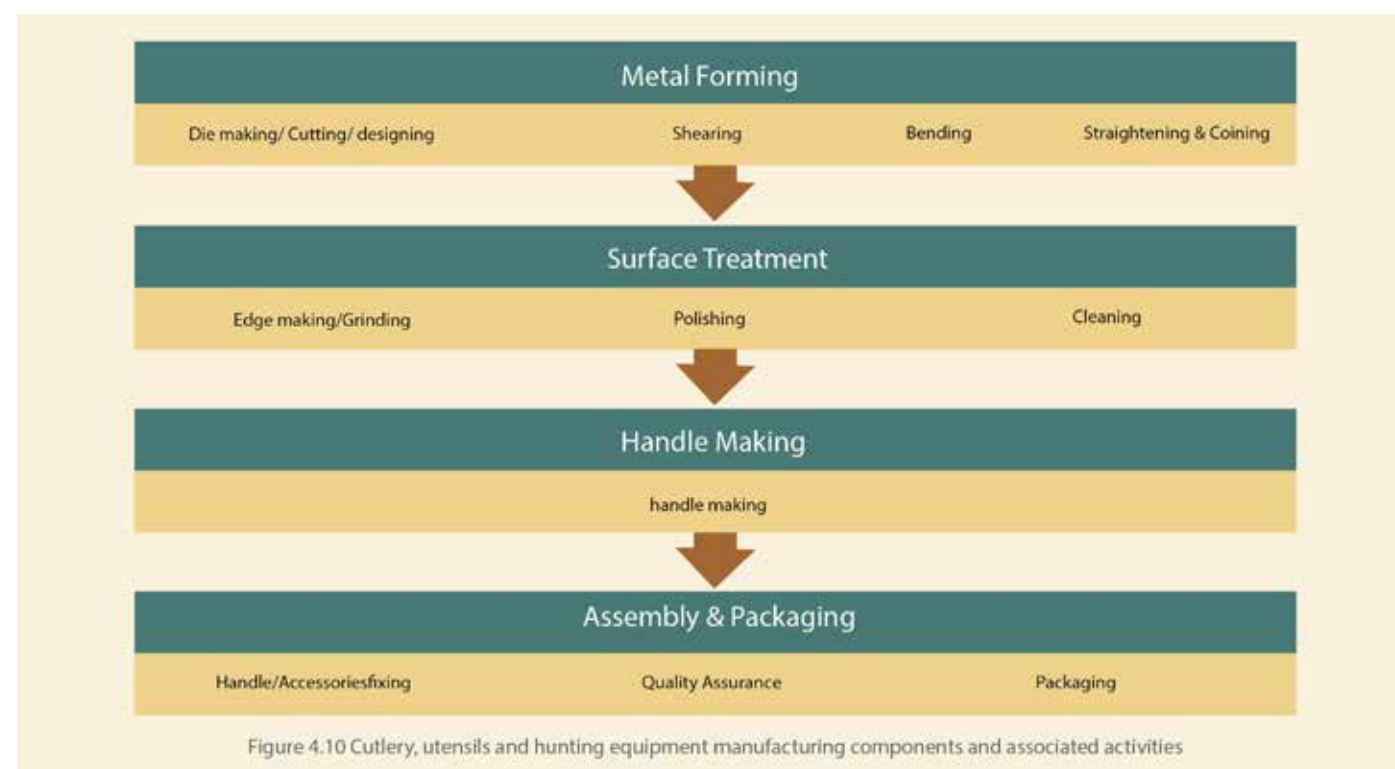 Metal Forming
Die making/ Cutting/ designing Shearing Bending Straightening & Coining
Surface Treatment
Edge making/Grinding Polishing Cleaning
Handle Making
handle making
Assembly & Packaging
Handle/Accessoriesfixing Quality Assurance Packaging
Figure 4.10 Cutlery, utensils and hunting equipment manufacturing components and associated activities